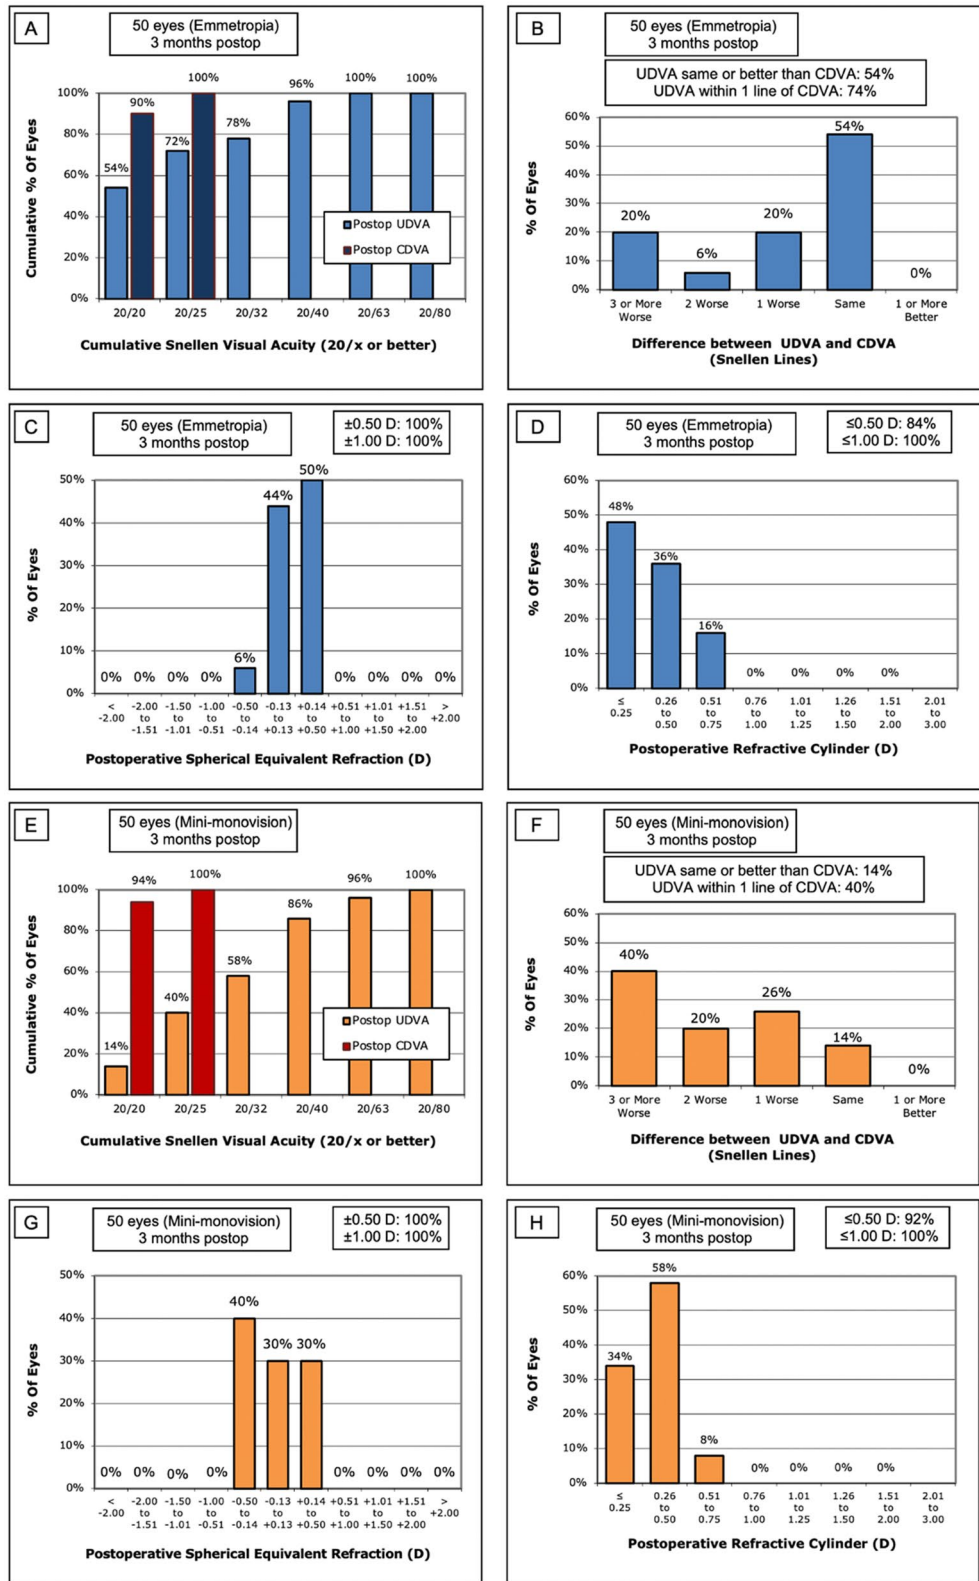 A
50 eyes (Emmetropia)
3 months postop
100%
100%
100%
96%
90%
78%
72%
54%
100%
80%
60%
40%
20%
0%
Cumulative % Of Eyes
Postop UDVA
Postop CDVA
20/20 20/25 20/32 20/40 20/63 20/80
Cumulative Snellen Visual Acuity (20/x or better)
B
50 eyes (Emmetropia)
3 months postop
UDVA same or better than CDVA: 54%
UDVA within 1 line of CDVA: 74%
60%
50%
40%
30%
20%
10%
0%
% Of Eyes
20% 6% 20% 54% 0%
3 or More
Worse
2 Worse
1 Worse
Same
1 or More
Better
Difference between UDVA and CDVA
(Snellen Lines)
C
50 eyes (Emmetropia)
3 months postop
±0.50 D: 100%
±1.00 D: 100%
50%
40%
30%
20%
10%
0%
% Of Eyes
0% 0% 0% 0% 6% 44% 50% 0% 0% 0% 0%
< -2.00 -1.50 -1.00 -0.50 -0.13 +0.14 +0.51 +1.01 +1.51 >
-2.00 to to to to to to to to to +2.00
-1.51 -1.01 -0.51 -0.14 +0.13 +0.50 +1.00 +1.50 +2.00
Postoperative Spherical Equivalent Refraction (D)
D
50 eyes (Emmetropia)
3 months postop
≤0.50 D: 84%
≤1.00 D: 100%
60%
50%
40%
30%
20%
10%
0%
% Of Eyes
48% 36% 16% 0% 0% 0% 0%
≤ 0.26 0.51 0.76 1.01 1.26 1.51 2.01
0.25 to to to to to to to
0.50 0.75 1.00 1.25 1.50 2.00 3.00
Postoperative Refractive Cylinder (D)
E
50 eyes (Mini-monovision)
3 months postop
100%
100%
96%
94%
86%
58%
40%
14%
100%
80%
60%
40%
20%
0%
Cumulative % Of Eyes
Postop UDVA
Postop CDVA
20/20 20/25 20/32 20/40 20/63 20/80
Cumulative Snellen Visual Acuity (20/x or better)
F
50 eyes (Mini-monovision)
3 months postop
UDVA same or better than CDVA: 14%
UDVA within 1 line of CDVA: 40%
60%
50%
40%
30%
20%
10%
0%
% Of Eyes
40% 20% 26% 14% 0%
3 or More
Worse
2 Worse
1 Worse
Same
1 or More
Better
Difference between UDVA and CDVA
(Snellen Lines)
G
50 eyes (Mini-monovision)
3 months postop
±0.50 D: 100%
±1.00 D: 100%
50%
40%
30%
20%
10%
0%
% Of Eyes
0% 0% 0% 0% 40% 30% 30% 0% 0% 0% 0%
< -2.00 -1.50 -1.00 -0.50 -0.13 +0.14 +0.51 +1.01 +1.51 >
-2.00 to to to to to to to to to +2.00
-1.51 -1.01 -0.51 -0.14 +0.13 +0.50 +1.00 +1.50 +2.00
Postoperative Spherical Equivalent Refraction (D)
H
50 eyes (Mini-monovision)
3 months postop
≤0.50 D: 92%
≤1.00 D: 100%
60%
50%
40%
30%
20%
10%
0%
% Of Eyes
34% 58% 8% 0% 0% 0% 0%
≤ 0.26 0.51 0.76 1.01 1.26 1.51 2.01
0.25 to to to to to to to
0.50 0.75 1.00 1.25 1.50 2.00 3.00
Postoperative Refractive Cylinder (D)